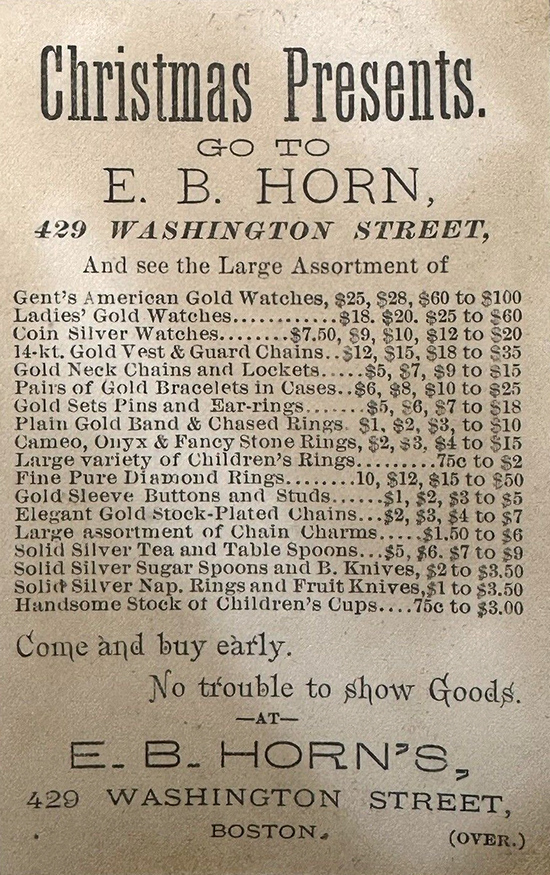 Christmas Presents.
GO TO
E. B. HORN,
429 WASHINGTON STREET,
And see the Large Assortment of
Gent's American Gold Watches, $25, $28, $60 to $100
Ladies' Gold Watches............$18. $20. $25 to $60
Coin Silver Watches........$7.50, $9, $10, $12 to $20
14-kt. Gold Vest & Guard Chains..$12, $15, $18 to $35
Gold Neck Chains and Lockets.....$5, $7, $9 to $15
Pairs of Gold Bracelets in Cases..$6, $8, $10 to $25
Gold Sets Pins and Ear-rings.......$5, $6, $7 to $18
Plain Gold Band & Chased Rings. $1, $2, $3, to $10
Cameo, Onyx & Fancy Stone Rings, $2, $3, $4 to $15
Large variety of Children's Rings.........75c to $2
Fine Pure Diamond Rings........10, $12, $15 to $50
Gold Sleeve Buttons and Studs......$1, $2, $3 to $5
Elegant Gold Stock-Plated Chains...$2, $3, $4 to $7
Large assortment of Chain Charms.....$1.50 to $6
Solid Silver Tea and Table Spoons...$5, $6. $7 to $9
Solid Silver Sugar Spoons and B. Knives, $2 to $3.50
Solid Silver Nap. Rings and Fruit Knives,$1 to $3.50
Handsome Stock of Children's Cups....75c to $3.00
Come and buy early.
No trouble to show Goods.
—AT—
E. B. HORN'S,
429 WASHINGTON STREET,
BOSTON.
(OVER.)